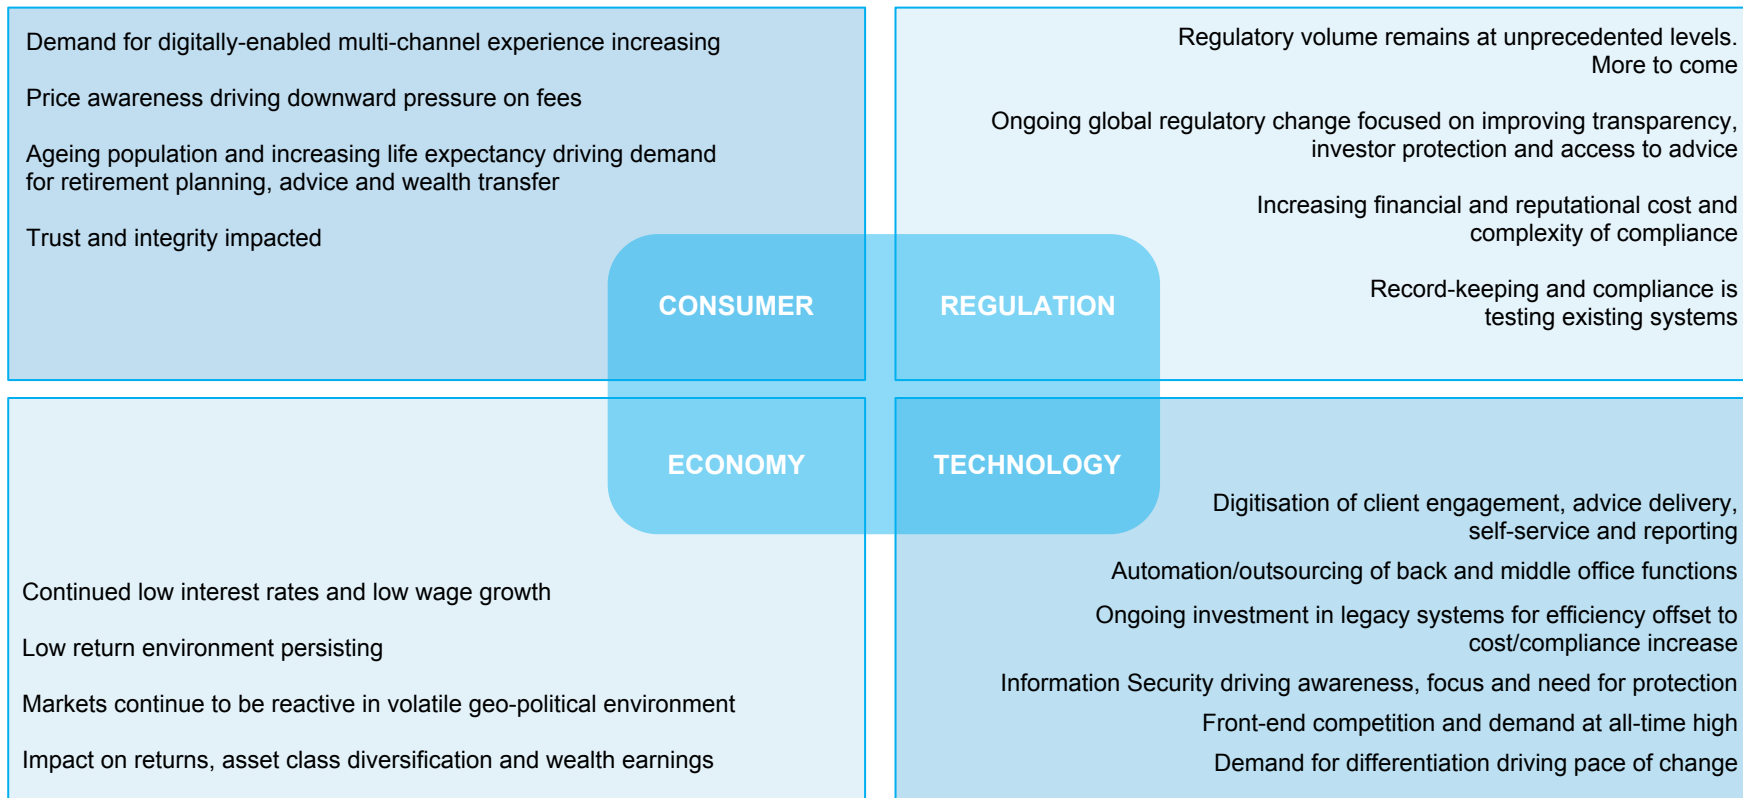 Demand for digitally-enabled multi-channel experience increasing
Price awareness driving downward pressure on fees
Ageing population and increasing life expectancy driving demand
for retirement planning, advice and wealth transfer
Trust and integrity impacted
CONSUMER
Regulatory volume remains at unprecedented levels.
More to come
Ongoing global regulatory change focused on improving transparency,
investor protection and access to advice
Increasing financial and reputational cost and
complexity of compliance
Record-keeping and compliance is
testing existing systems
REGULATION
ECONOMY
Continued low interest rates and low wage growth
Low return environment persisting
Markets continue to be reactive in volatile geo-political environment
Impact on returns, asset class diversification and wealth earnings
TECHNOLOGY
Digitisation of client engagement, advice delivery,
self-service and reporting
Automation/outsourcing of back and middle office functions
Ongoing investment in legacy systems for efficiency offset to
cost/compliance increase
Information Security driving awareness, focus and need for protection
Front-end competition and demand at all-time high
Demand for differentiation driving pace of change